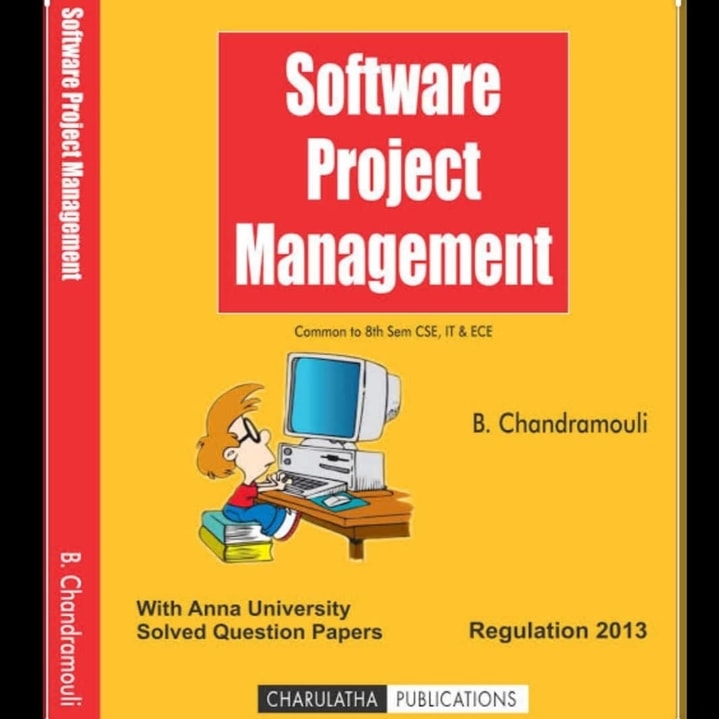 Software Project Management
B. Chandramouli
Software
Project
Management
Common to 8th Sem CSE, IT & ECE
B. Chandramouli
With Anna University
Solved Question Papers
Regulation 2013
CHARULATHA PUBLICATIONS